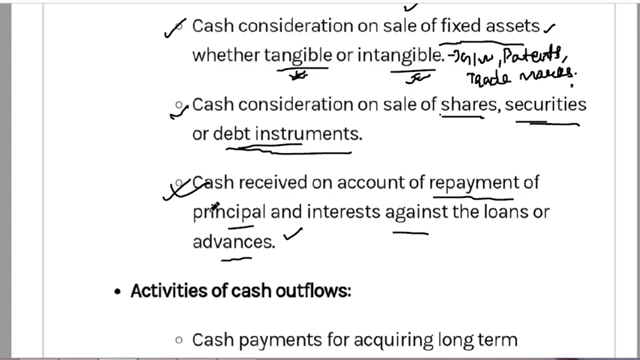 Cash consideration on sale of fixed assets
whether tangible or intangible. → G/w, Patents,
Trade marks.
Cash consideration on sale of shares, securities
or debt instruments.
Cash received on account of repayment of
principal and interests against the loans or
advances.
• Activities of cash outflows:
Cash payments for acquiring long term